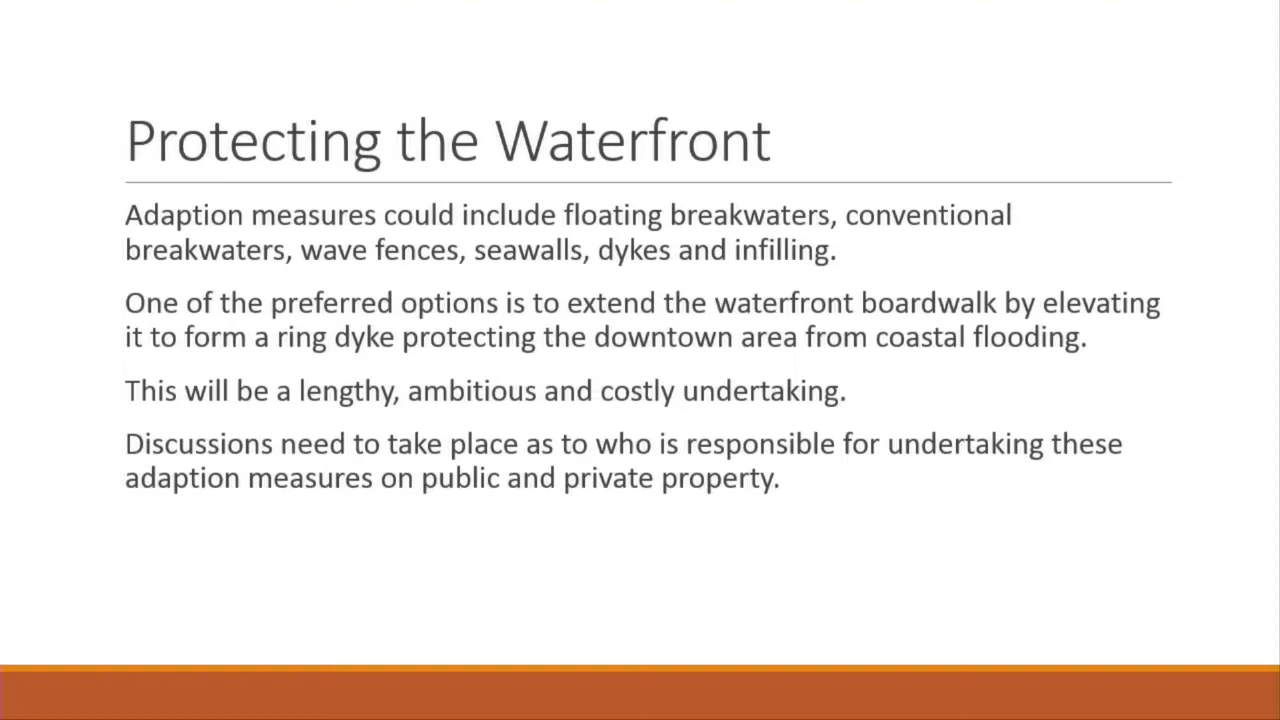 Protecting the Waterfront
Adaption measures could include floating breakwaters, conventional
breakwaters, wave fences, seawalls, dykes and infilling.
One of the preferred options is to extend the waterfront boardwalk by elevating
it to form a ring dyke protecting the downtown area from coastal flooding.
This will be a lengthy, ambitious and costly undertaking.
Discussions need to take place as to who is responsible for undertaking these
adaption measures on public and private property.